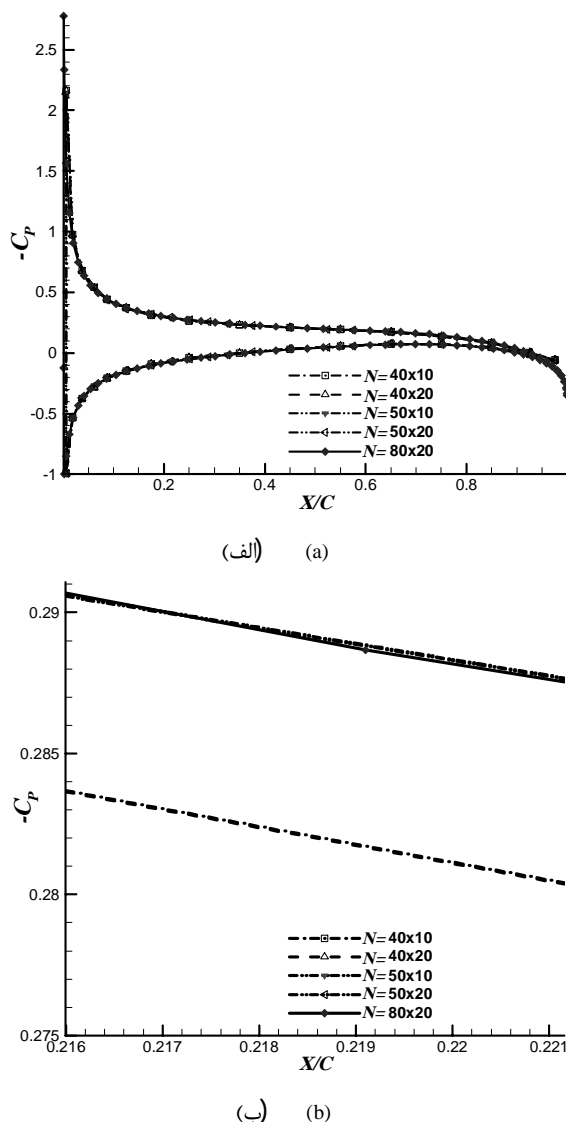 2.5
2
1.5
1
0.5
0
-0.5
-1
-C_P
0.2 0.4 0.6 0.8
X/C
N= 40x10
N= 40x20
N= 50x10
N= 50x20
N= 80x20
(الف) (a)
0.29
0.285
0.28
0.275
-C_P
0.216 0.217 0.218 0.219 0.22 0.221
X/C
N= 40x10
N= 40x20
N= 50x10
N= 50x20
N= 80x20
(ب) (b)